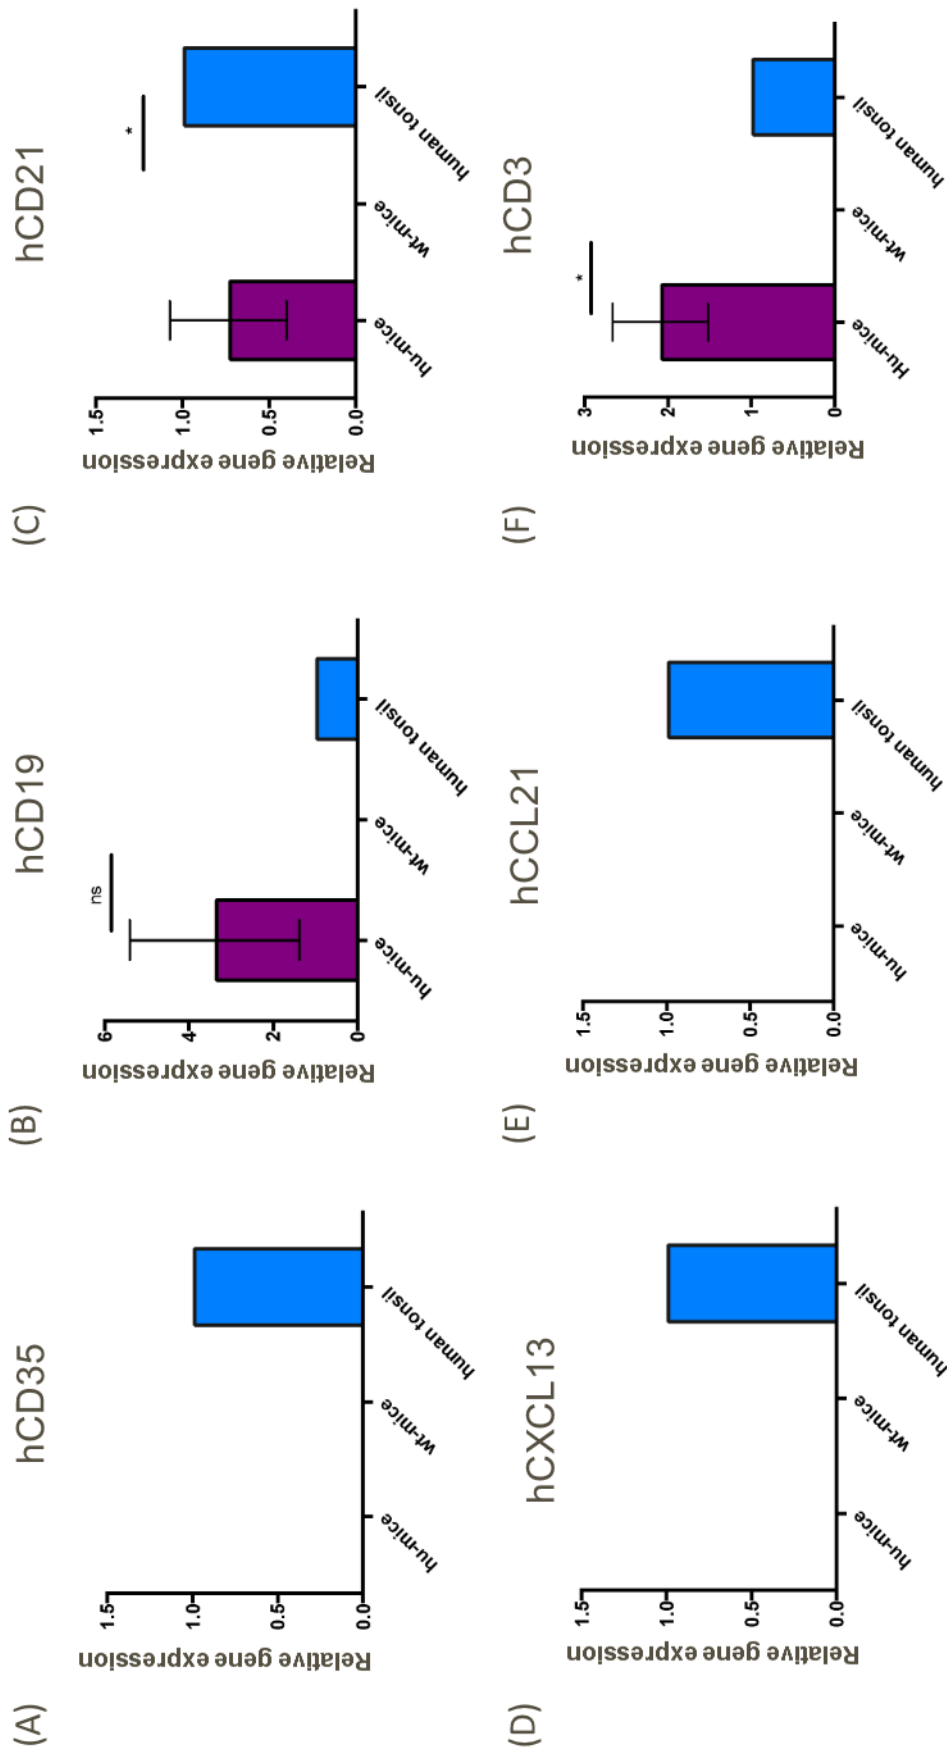 (A)
hCD35
Relative gene expression
1.5
1.0
0.5
0.0
hu-mice
wt-mice
human tonsil
(B)
hCD19
Relative gene expression
6
4
2
0
ns
hu-mice
wt-mice
human tonsil
(C)
hCD21
Relative gene expression
1.5
1.0
0.5
0.0
*
hu-mice
wt-mice
human tonsil
(D)
hCXCL13
Relative gene expression
1.5
1.0
0.5
0.0
hu-mice
wt-mice
human tonsil
(E)
hCCL21
Relative gene expression
1.5
1.0
0.5
0.0
hu-mice
wt-mice
human tonsil
(F)
hCD3
Relative gene expression
3
2
1
0
*
Hu-mice
wt-mice
human tonsil